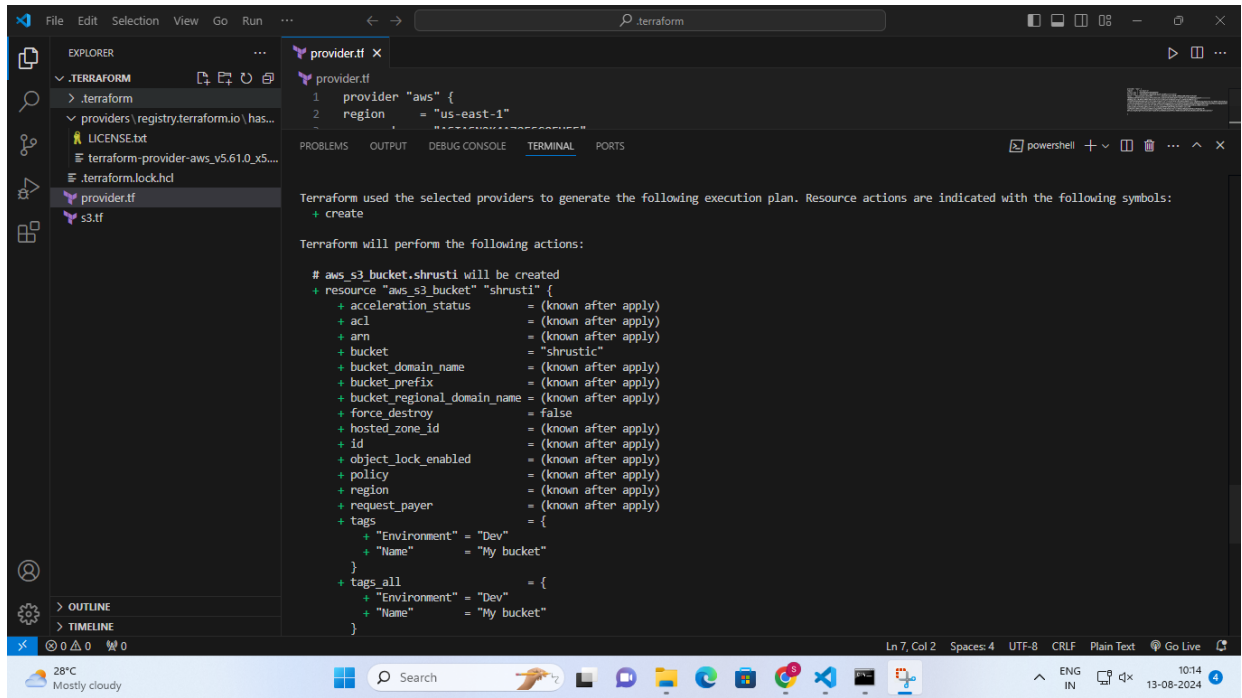 File Edit Selection View Go Run ...
.terraform
EXPLORER
provider.tf
.TERRAFORM
.terraform
providers\registry.terraform.io\has...
LICENSE.txt
terraform-provider-aws_v5.61.0_x5....
.terraform.lock.hcl
provider.tf
s3.tf
OUTLINE
TIMELINE
provider.tf
1 provider "aws" {
2 region = "us-east-1"
PROBLEMS OUTPUT DEBUG CONSOLE TERMINAL PORTS
powershell
Terraform used the selected providers to generate the following execution plan. Resource actions are indicated with the following symbols:
+ create
Terraform will perform the following actions:
# aws_s3_bucket.shrusti will be created
+ resource "aws_s3_bucket" "shrusti" {
+ acceleration_status = (known after apply)
+ acl = (known after apply)
+ arn = (known after apply)
+ bucket = "shrustic"
+ bucket_domain_name = (known after apply)
+ bucket_prefix = (known after apply)
+ bucket_regional_domain_name = (known after apply)
+ force_destroy = false
+ hosted_zone_id = (known after apply)
+ id = (known after apply)
+ object_lock_enabled = (known after apply)
+ policy = (known after apply)
+ region = (known after apply)
+ request_payer = (known after apply)
+ tags = {
+ "Environment" = "Dev"
+ "Name" = "My bucket"
}
+ tags_all = {
+ "Environment" = "Dev"
+ "Name" = "My bucket"
}
0 0 0
Ln 7, Col 2 Spaces: 4 UTF-8 CRLF Plain Text Go Live
28°C
Mostly cloudy
Search
9
ENG
IN
10:14
13-08-2024
4